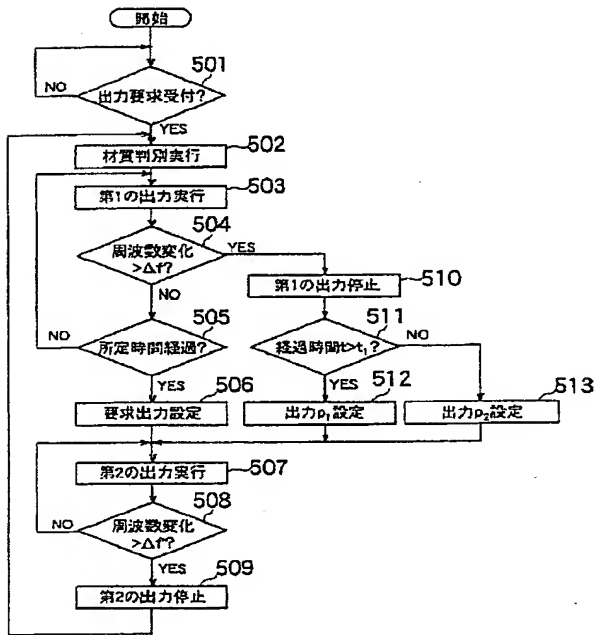 開始
501
NO
出力要求受付?
YES
材質判別実行
502
第1の出力実行
503
504
周波数変化
>Δf?
YES
NO
第1の出力停止
510
505
NO
所定時間経過?
YES
511
経過時間t>t₁?
NO
YES
506
要求出力設定
512
出力p₁設定
513
出力p₂設定
507
第2の出力実行
508
NO
周波数変化
>Δf'?
YES
509
第2の出力停止